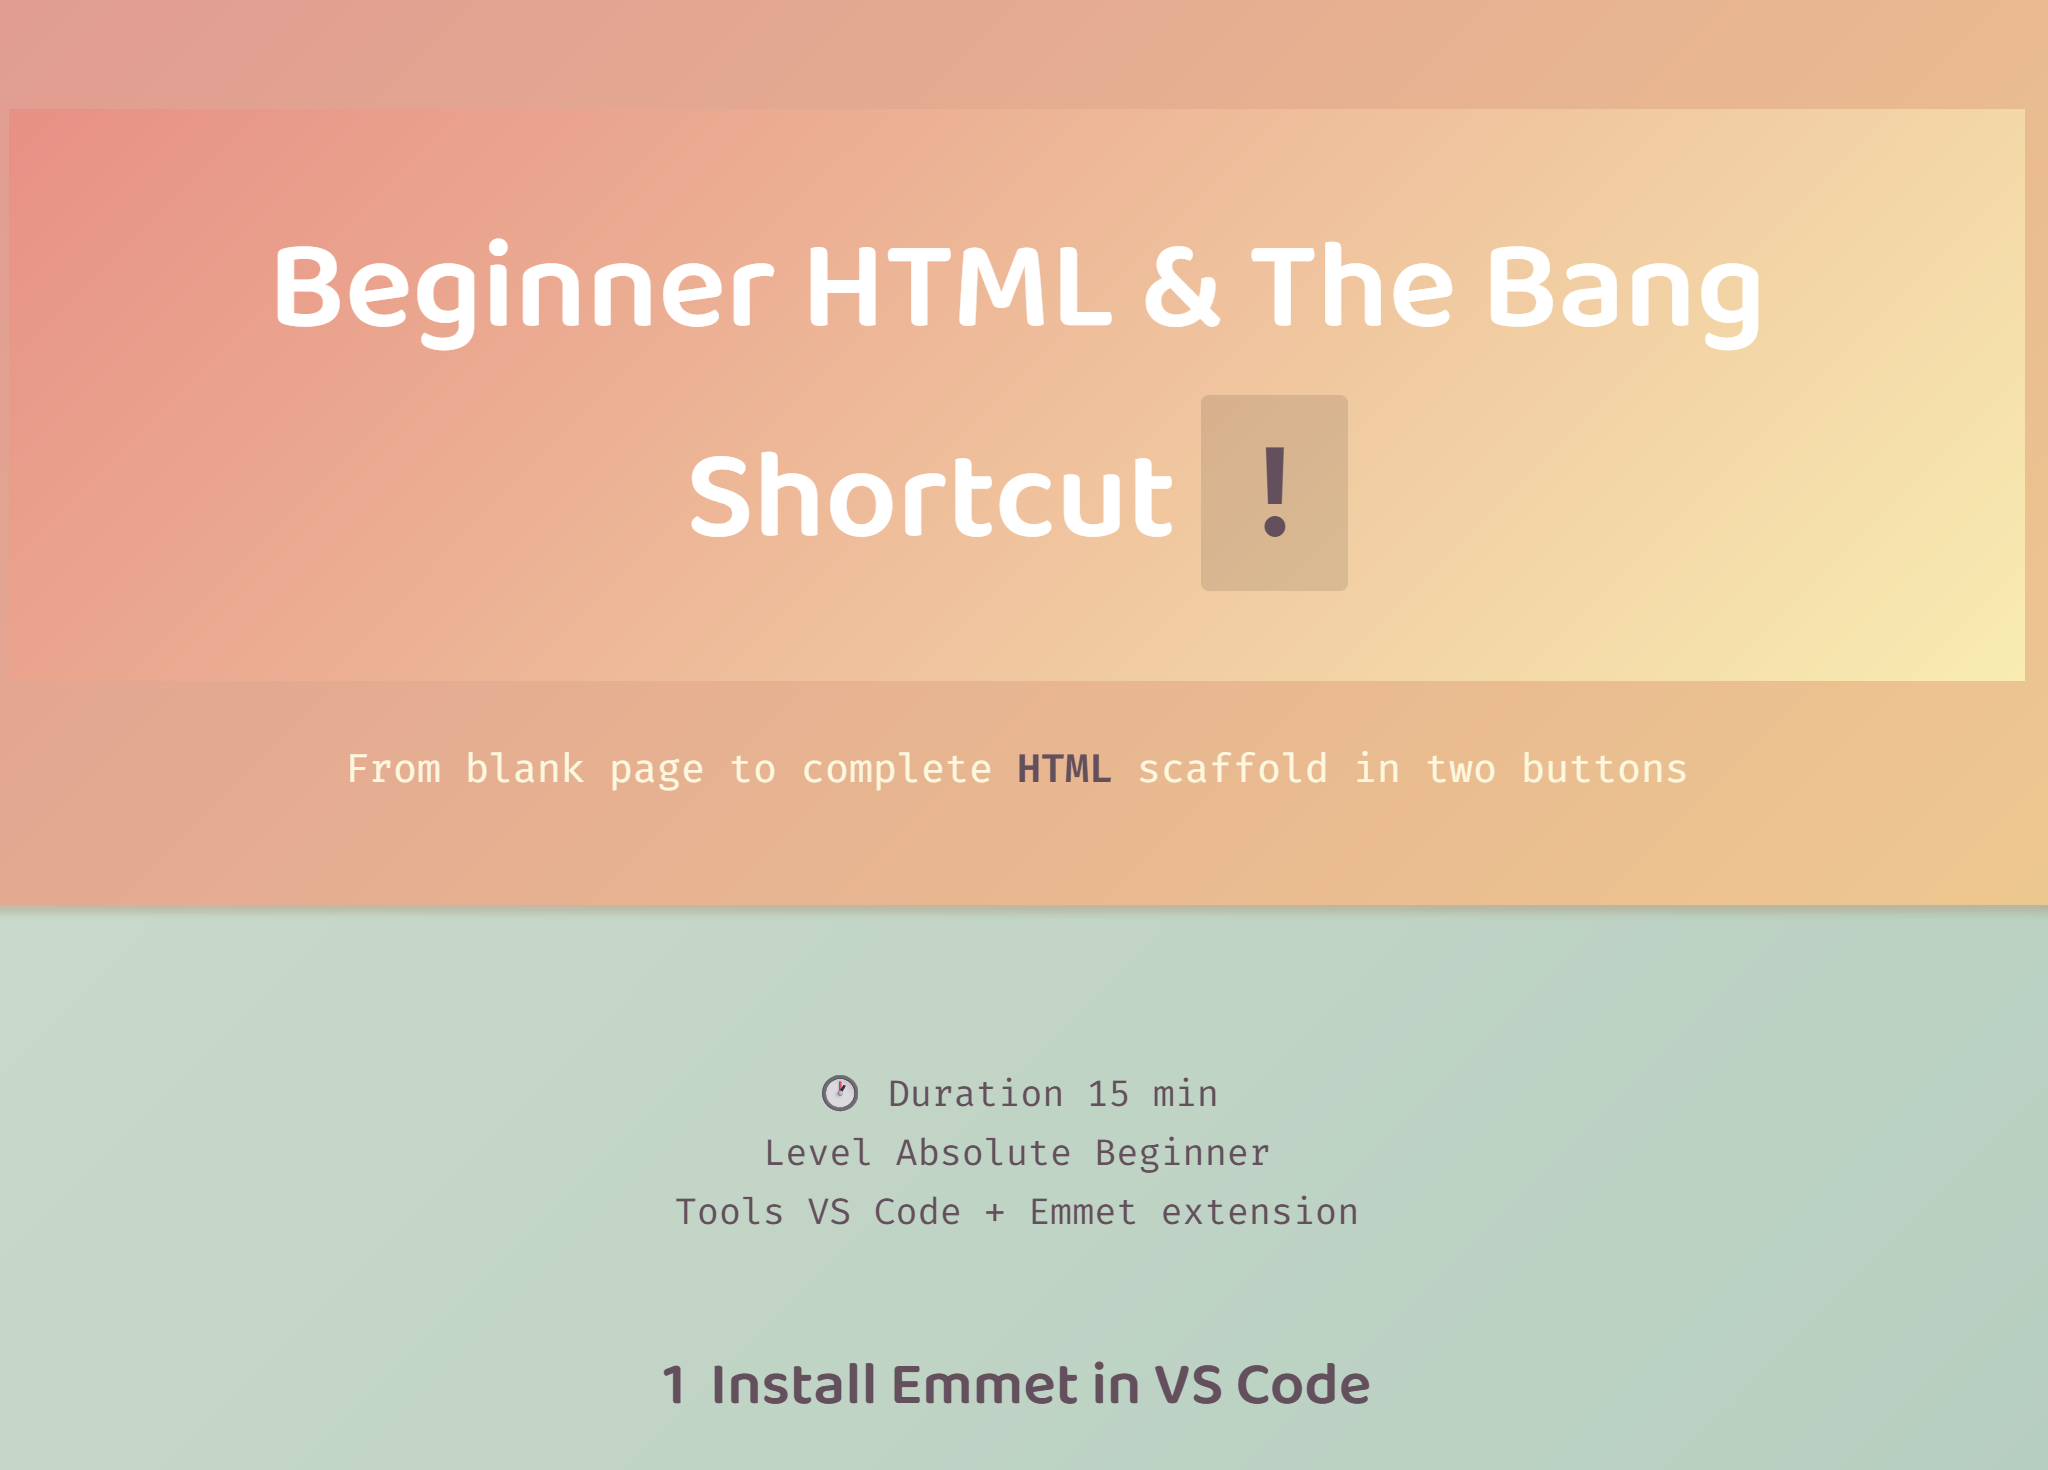 Beginner HTML & The Bang
Shortcut !
From blank page to complete HTML scaffold in two buttons
Duration 15 min
Level Absolute Beginner
Tools VS Code + Emmet extension
1 Install Emmet in VS Code